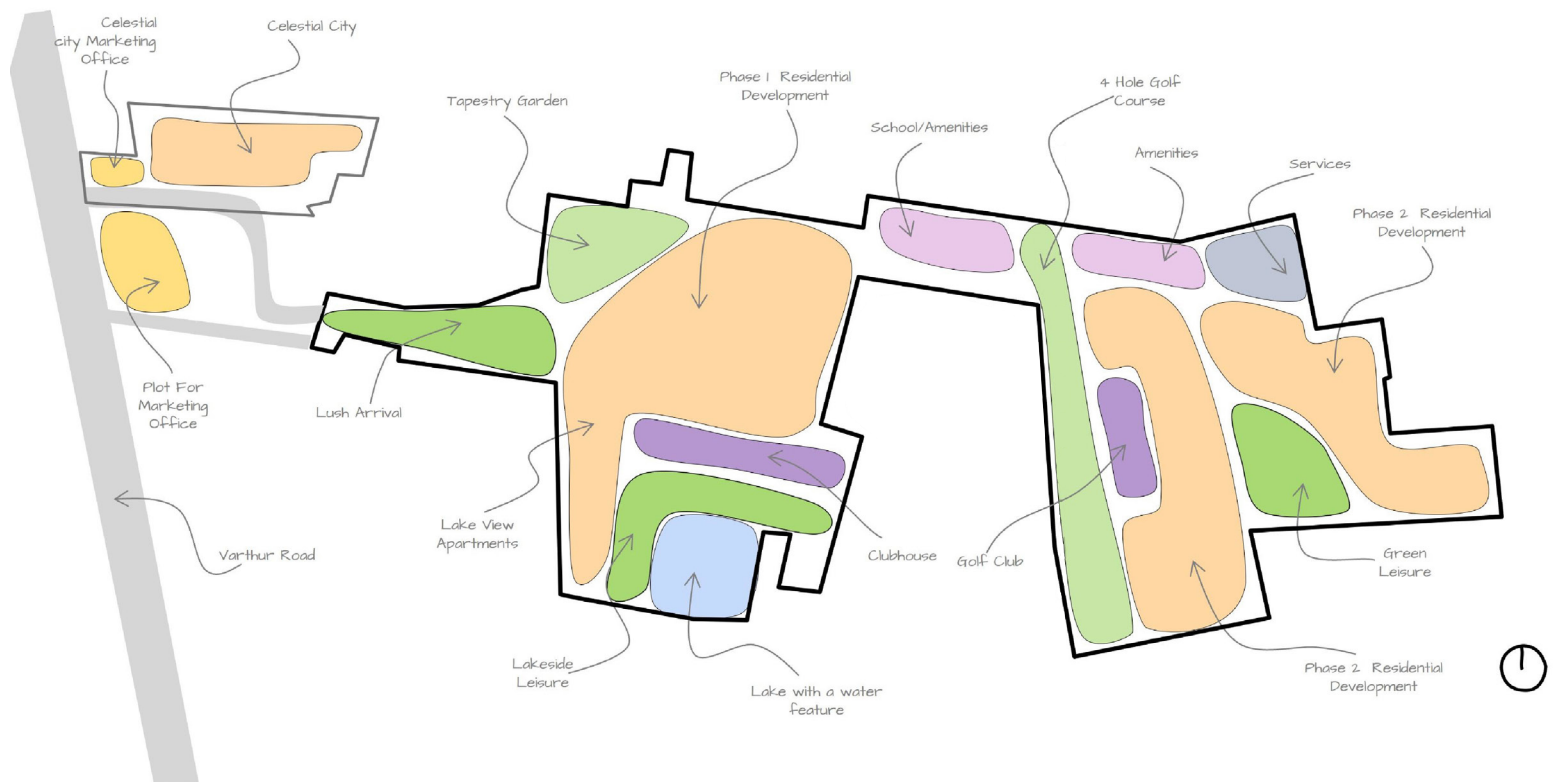 Celestial
city Marketing
Office
Celestial City
Tapestry Garden
Phase 1 Residential
Development
School/Amenities
4 Hole Golf
Course
Amenities
Services
Phase 2 Residential
Development
Plot For
Marketing
Office
Lush Arrival
Varthur Road
Lake View
Apartments
Clubhouse
Golf Club
Green
Leisure
Lakeside
Leisure
Lake with a water
feature
Phase 2 Residential
Development